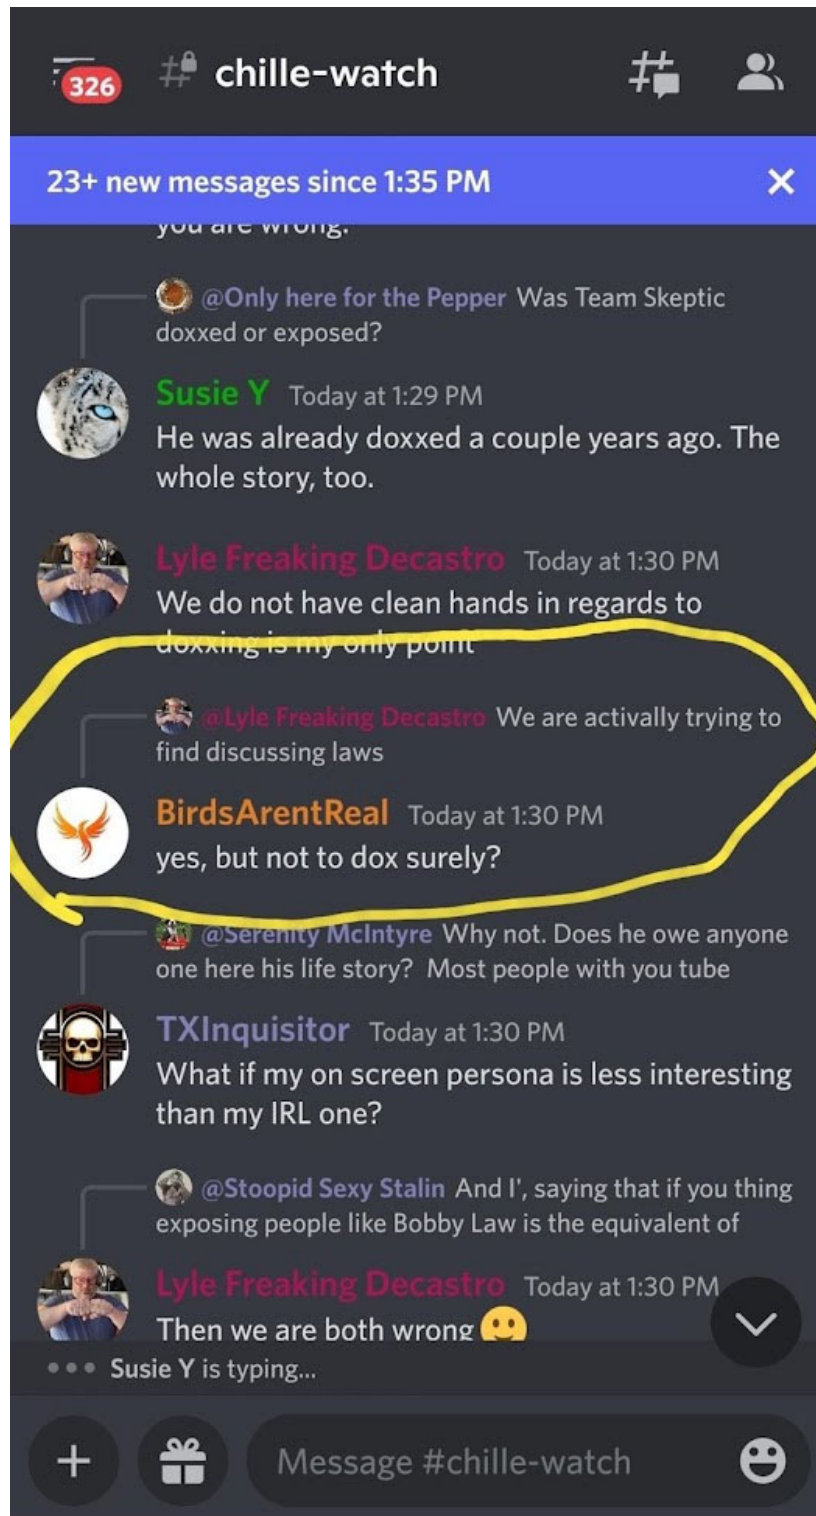 326
# chille-watch
23+ new messages since 1:35 PM
you are wrong.
@Only here for the Pepper Was Team Skeptic
doxxed or exposed?
Susie Y Today at 1:29 PM
He was already doxxed a couple years ago. The
whole story, too.
Lyle Freaking Decastro Today at 1:30 PM
We do not have clean hands in regards to
doxxing is my only point
@Lyle Freaking Decastro We are activally trying to
find discussing laws
BirdsArentReal Today at 1:30 PM
yes, but not to dox surely?
@Serenity McIntyre Why not. Does he owe anyone
one here his life story? Most people with you tube
TXInquisitor Today at 1:30 PM
What if my on screen persona is less interesting
than my IRL one?
@Stoopid Sexy Stalin And I', saying that if you thing
exposing people like Bobby Law is the equivalent of
Lyle Freaking Decastro Today at 1:30 PM
Then we are both wrong 🙂
Susie Y is typing...
Message #chille-watch